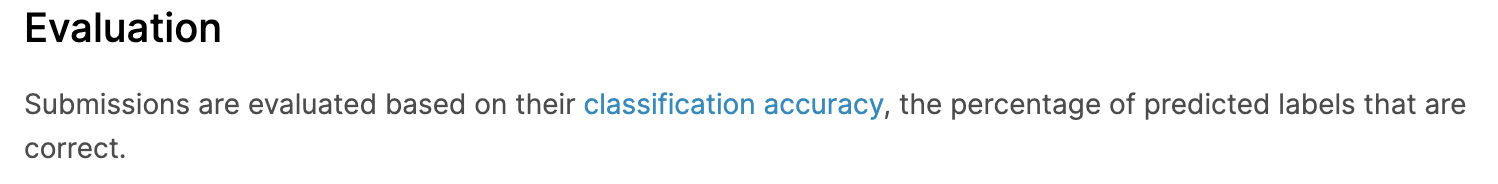 Evaluation
Submissions are evaluated based on their classification accuracy, the percentage of predicted labels that are
correct.